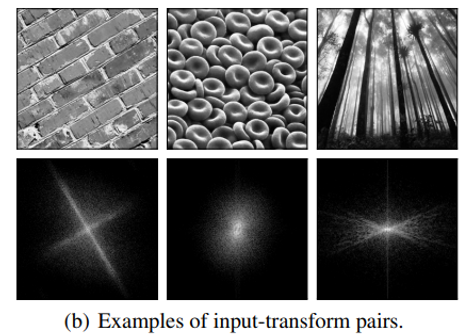 (b) Examples of input-transform pairs.